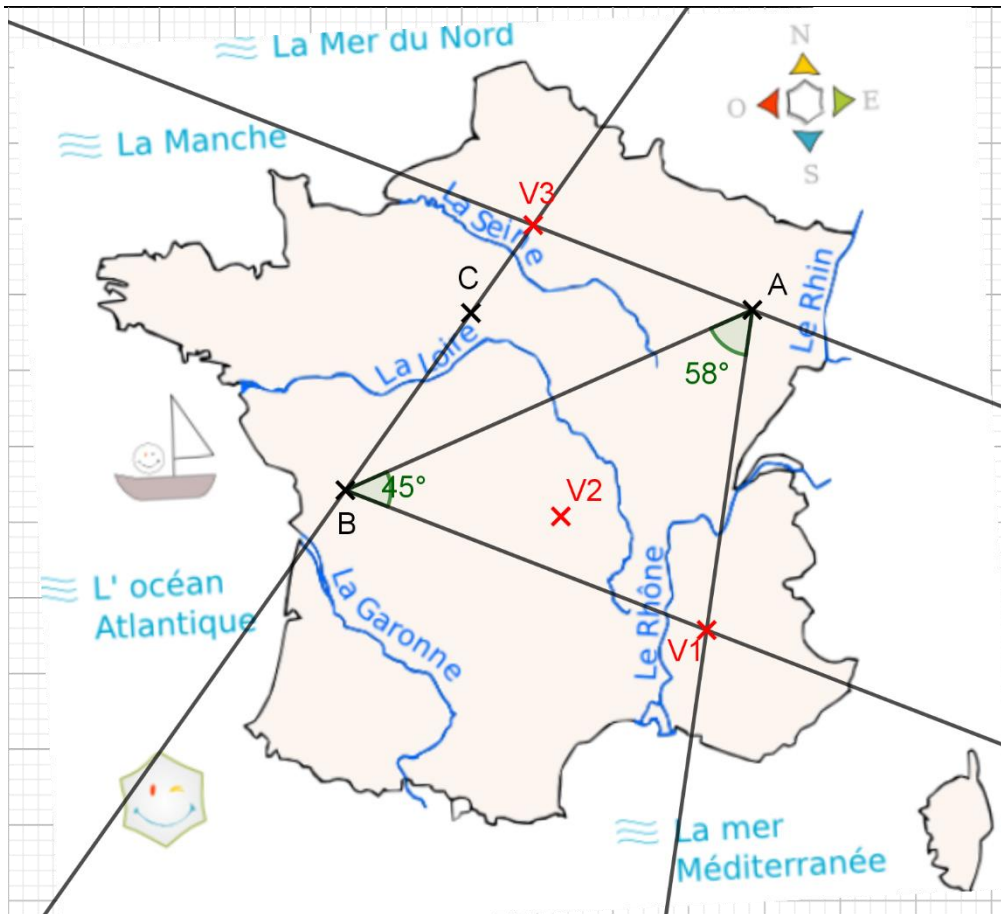 La Mer du Nord
N
O
E
S
La Manche
V3
La Seine
C
A
Le Rhin
La Loire
58°
45°
V2
B
L' océan
Atlantique
La Garonne
Le Rhône
V1
La mer
Méditerranée